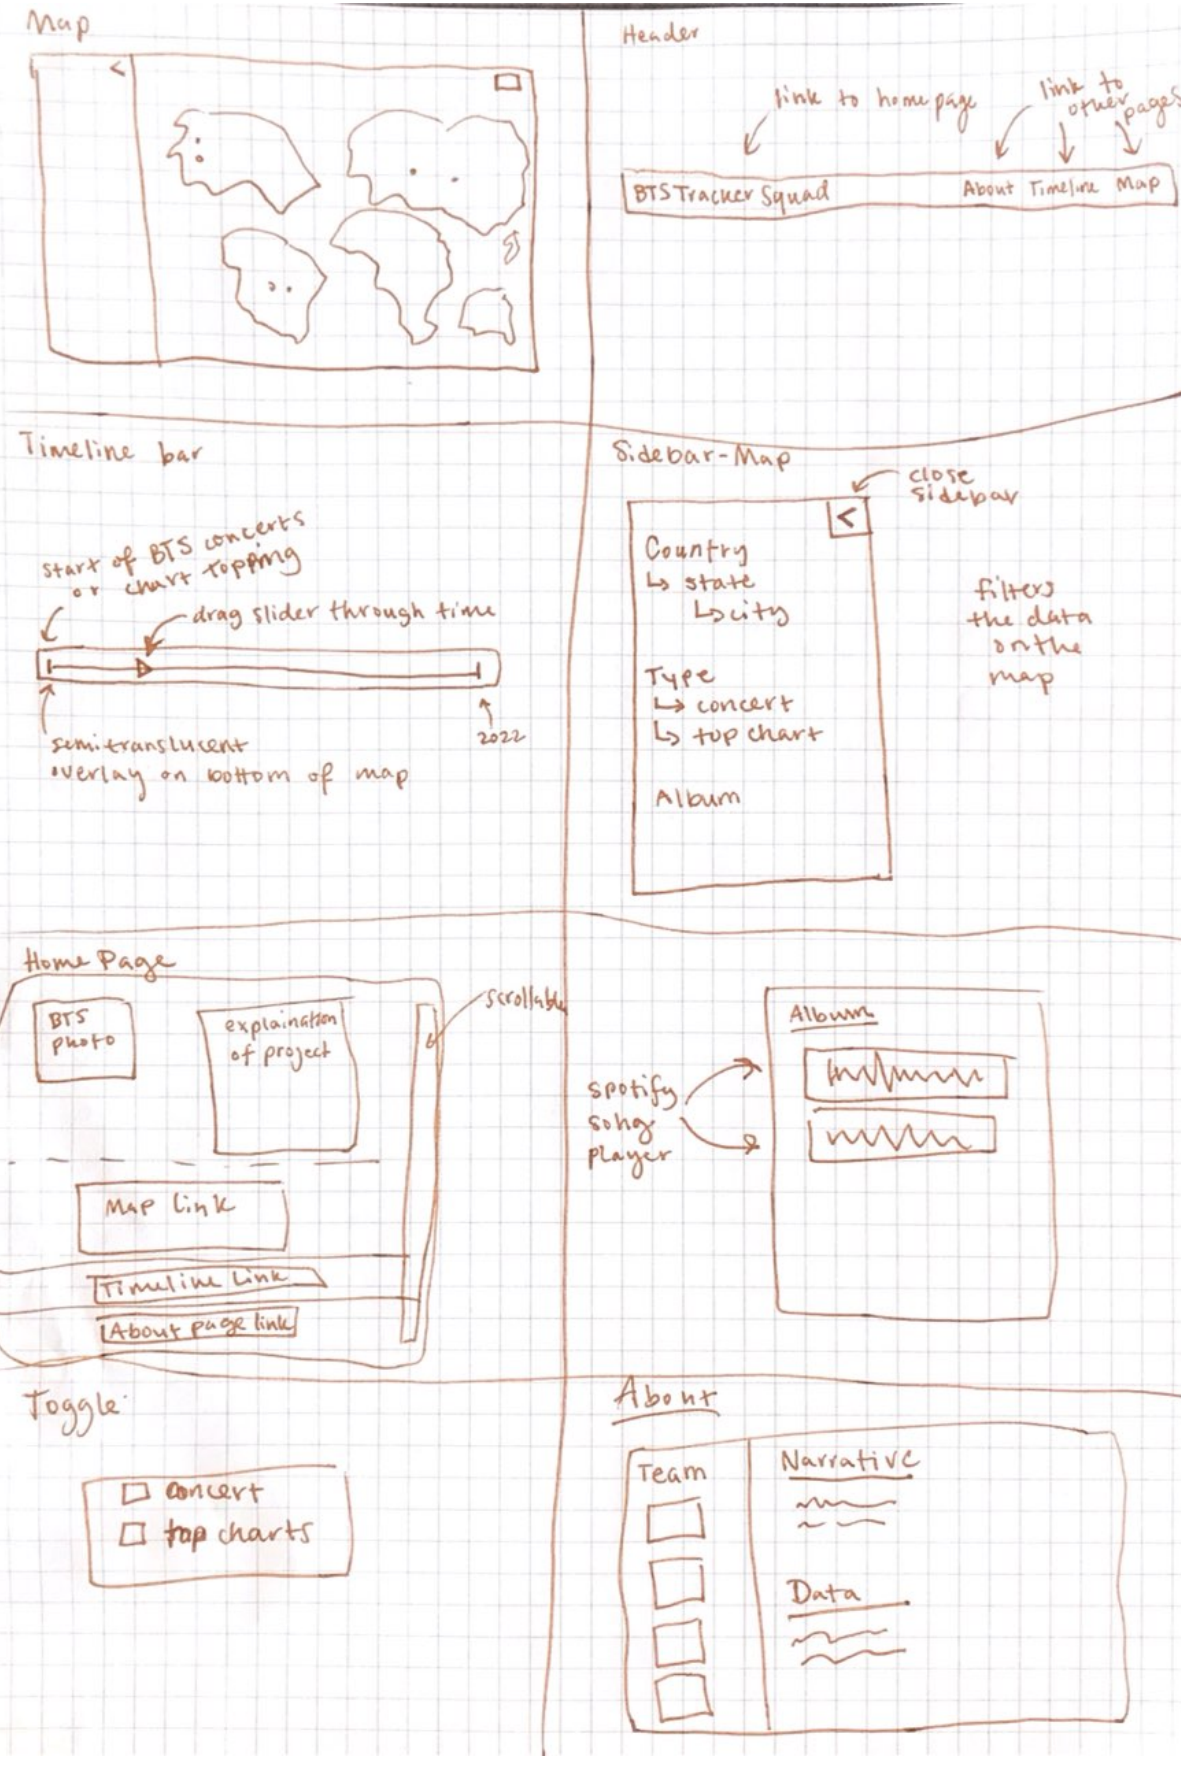 Map
<
Header
link to homepage
link to
other
pages
BTS Tracker Squad
About Timeline Map
Timeline bar
start of BTS concerts
or chart topping
drag slider through time
semitranslucent
overlay on bottom of map
2022
Sidebar-Map
close
sidebar
<
Country
↳ state
↳ city
Type
↳ concert
↳ top chart
Album
filters
the data
on the
map
Home Page
BTS
photo
explaination
of project
scrollable
Map Link
Timeline Link
About page link
spotify
song
player
Album
Toggle
concert
top charts
About
Team
Narrative
Data